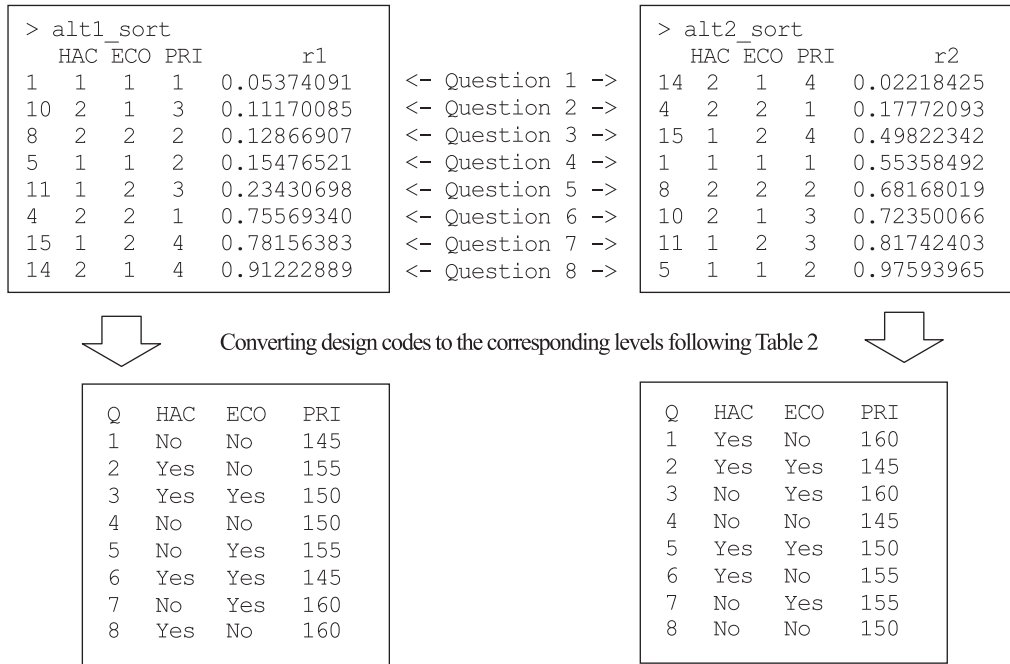 > alt1_sort
HAC ECO PRI r1
1 1 1 1 0.05374091
10 2 1 3 0.11170085
8 2 2 2 0.12866907
5 1 1 2 0.15476521
11 1 2 3 0.23430698
4 2 2 1 0.75569340
15 1 2 4 0.78156383
14 2 1 4 0.91222889
<- Question 1 ->
<- Question 2 ->
<- Question 3 ->
<- Question 4 ->
<- Question 5 ->
<- Question 6 ->
<- Question 7 ->
<- Question 8 ->
> alt2_sort
HAC ECO PRI r2
14 2 1 4 0.02218425
4 2 2 1 0.17772093
15 1 2 4 0.49822342
1 1 1 1 0.55358492
8 2 2 2 0.68168019
10 2 1 3 0.72350066
11 1 2 3 0.81742403
5 1 1 2 0.97593965
Converting design codes to the corresponding levels following Table 2
Q HAC ECO PRI
1 No No 145
2 Yes No 155
3 Yes Yes 150
4 No No 150
5 No Yes 155
6 Yes Yes 145
7 No Yes 160
8 Yes No 160
Q HAC ECO PRI
1 Yes No 160
2 Yes Yes 145
3 No Yes 160
4 No No 145
5 Yes Yes 150
6 Yes No 155
7 No Yes 155
8 No No 150